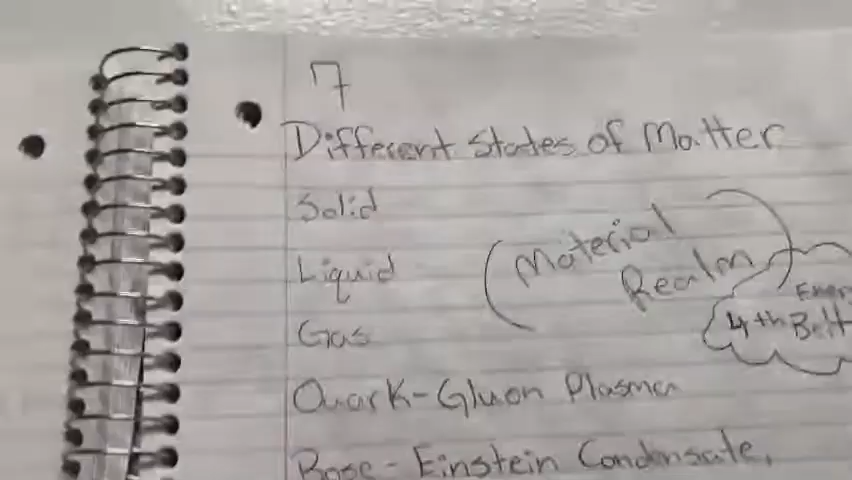 7
Different States of Matter
Solid
Material
Liquid
Realm
4th Belt
Gas
Quark-Gluon Plasma
Bose-Einstein Condensate,